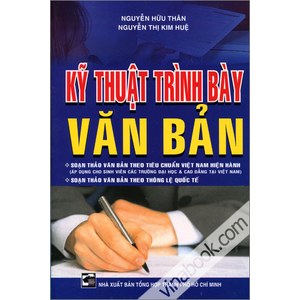 NGUYỄN HỮU THÂN
NGUYỄN THỊ KIM HUỆ
KỸ THUẬT TRÌNH BÀY
VĂN BẢN
SOẠN THẢO VĂN BẢN THEO TIÊU CHUẨN VIỆT NAM HIỆN HÀNH
(ÁP DỤNG CHO SINH VIÊN CÁC TRƯỜNG ĐẠI HỌC & CAO ĐẲNG TẠI VIỆT NAM)
SOẠN THẢO VĂN BẢN THEO THÔNG LỆ QUỐC TẾ
vinabook.com
NHÀ XUẤT BẢN TỔNG HỢP THÀNH PHỐ HỒ CHÍ MINH